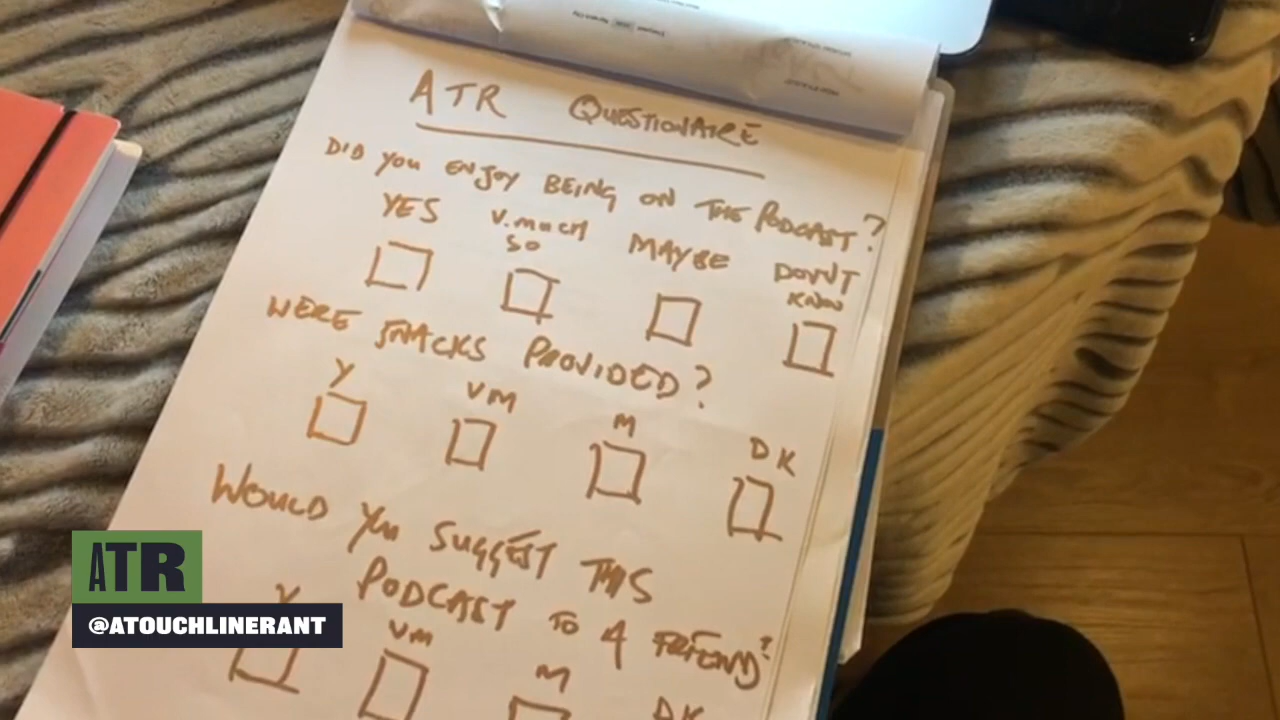 ATR QUESTIONAIRE
DID YOU ENJOY BEING ON THE PODCAST?
YES V.MUCH SO MAYBE DON'T KNOW
WERE SNACKS PROVIDED?
Y VM M DK
WOULD YOU SUGGEST THIS
PODCAST TO A FRIEND?
Y VM M DK
ATR
@ATOUCHLINERANT